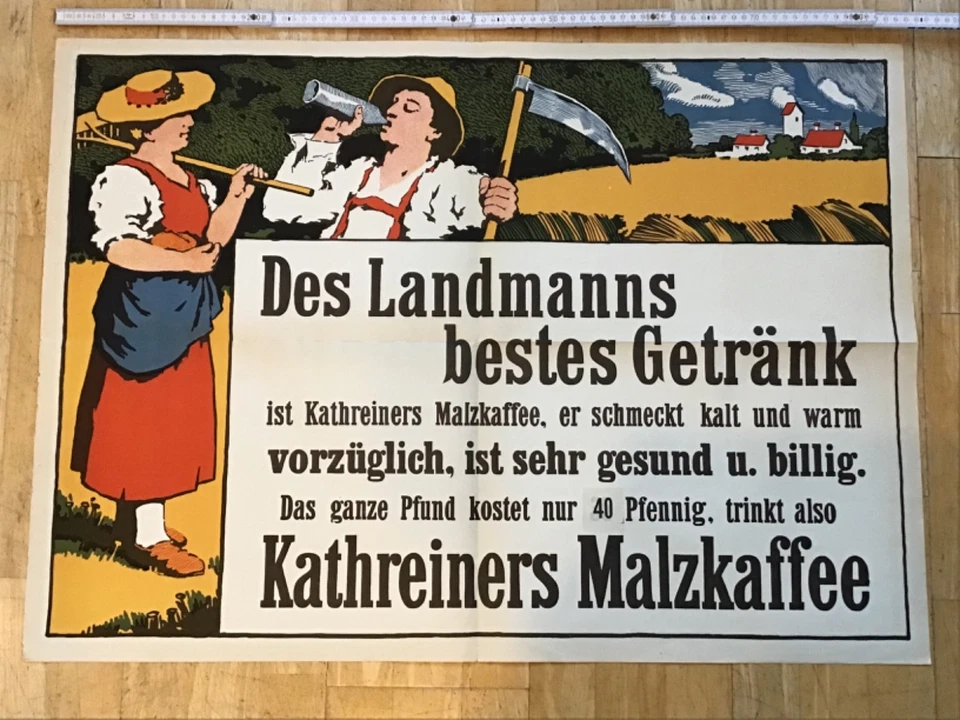 Des Landmanns
bestes Getränk
ist Kathreiners Malzkaffee, er schmeckt kalt und warm
vorzüglich, ist sehr gesund u. billig.
Das ganze Pfund kostet nur 40 Pfennig, trinkt also
Kathreiners Malzkaffee